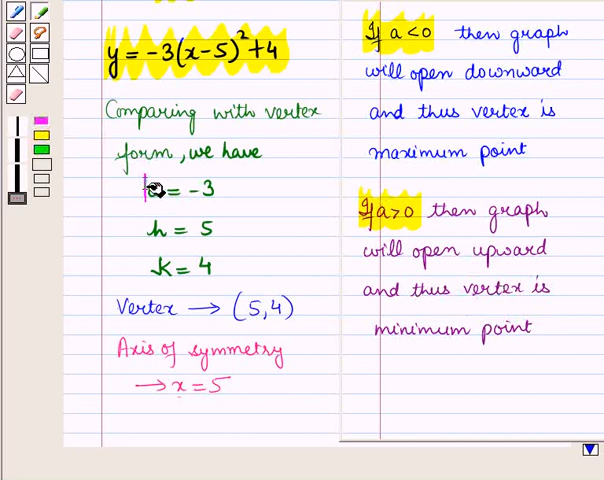 y = -3(x-5)² + 4
Comparing with vertex
form, we have
= -3
h = 5
K = 4
Vertex → (5,4)
Axis of symmetry
→ x = 5
If a < 0 then graph
will open downward
and thus vertex is
maximum point
If a > 0 then graph
will open upward
and thus vertex is
minimum point